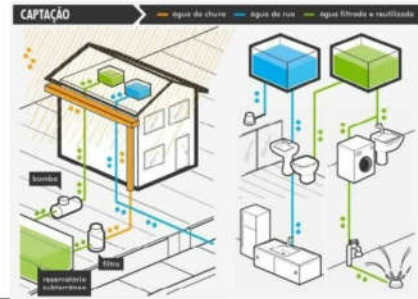 CAPTAÇÃO
água da chuva
água da rua
água filtrada e reutilizada
bomba
filtro
reservatório
subterrâneo